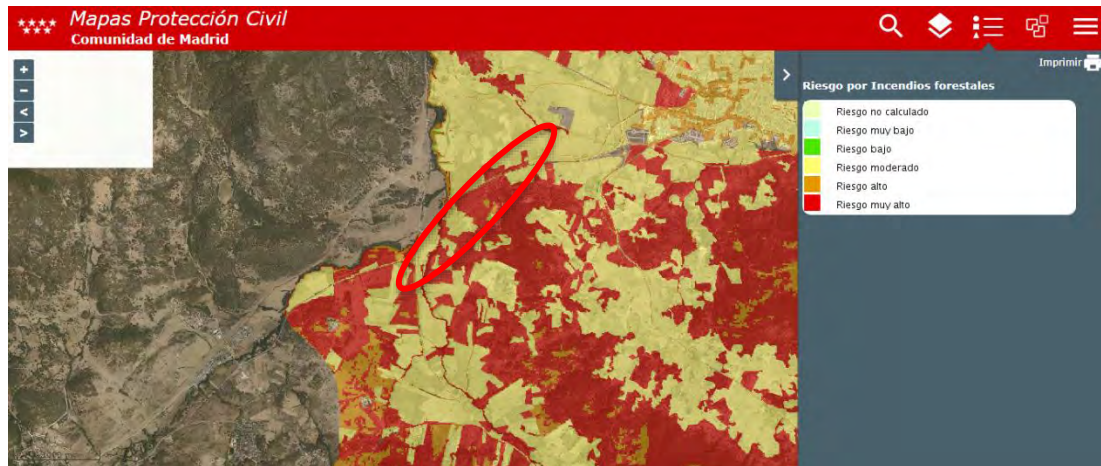 Mapas Protección Civil
Comunidad de Madrid
+
-
<
>
>
Imprimir
Riesgo por Incendios forestales
Riesgo no calculado
Riesgo muy bajo
Riesgo bajo
Riesgo moderado
Riesgo alto
Riesgo muy alto